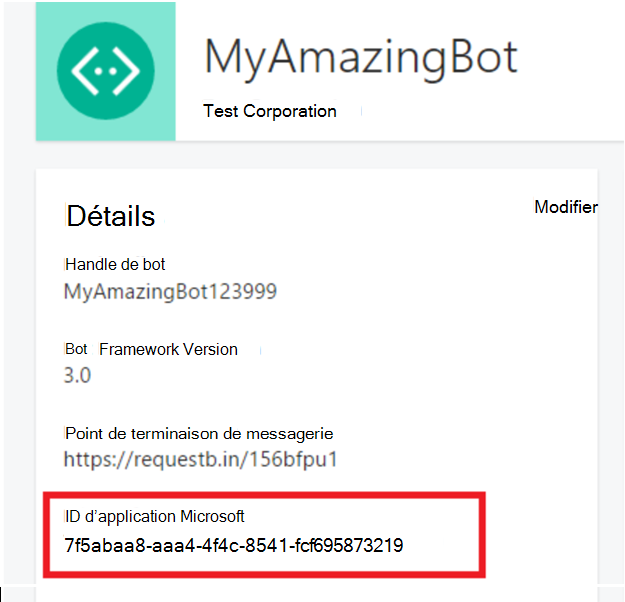 MyAmazingBot
Test Corporation
Détails
Modifier
Handle de bot
MyAmazingBot123999
Bot Framework Version
3.0
Point de terminaison de messagerie
https://requestb.in/156bfpu1
ID d'application Microsoft
7f5abaa8-aaa4-4f4c-8541-fcf695873219